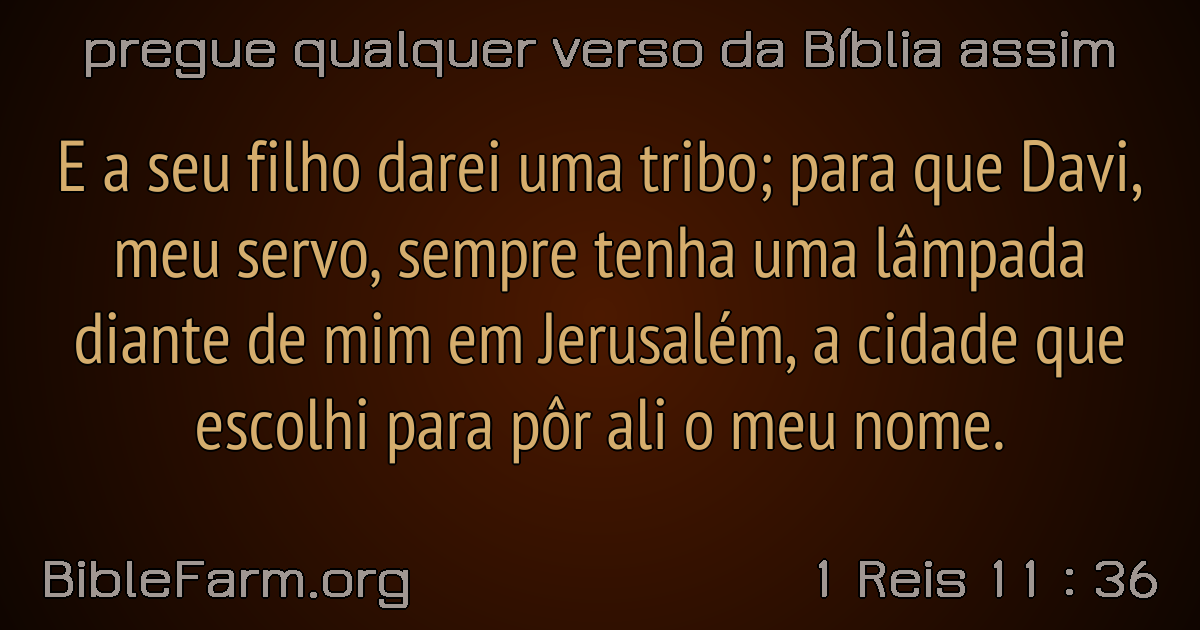 pregue qualquer verso da Bíblia assim
E a seu filho darei uma tribo; para que Davi,
meu servo, sempre tenha uma lâmpada
diante de mim em Jerusalém, a cidade que
escolhi para pôr ali o meu nome.
BibleFarm.org
1 Reis 11 : 36